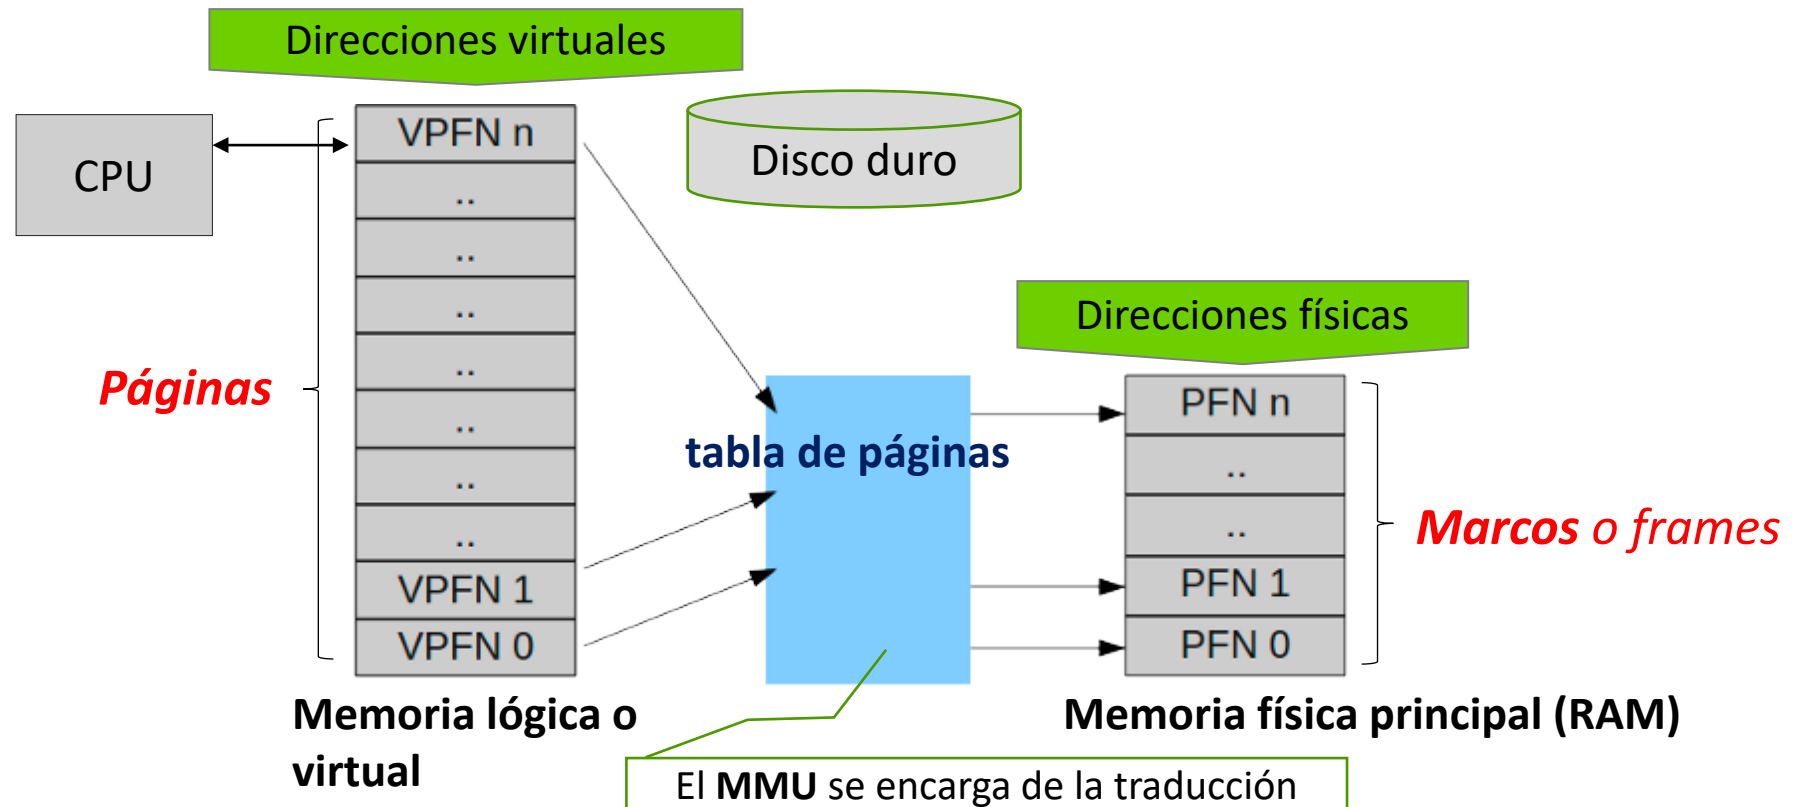 Direcciones virtuales
CPU
VPFN n
..
..
..
..
..
..
..
VPFN 1
VPFN 0
Páginas
Memoria lógica o
virtual
Disco duro
tabla de páginas
Direcciones físicas
PFN n
..
..
PFN 1
PFN 0
Marcos o frames
Memoria física principal (RAM)
El MMU se encarga de la traducción